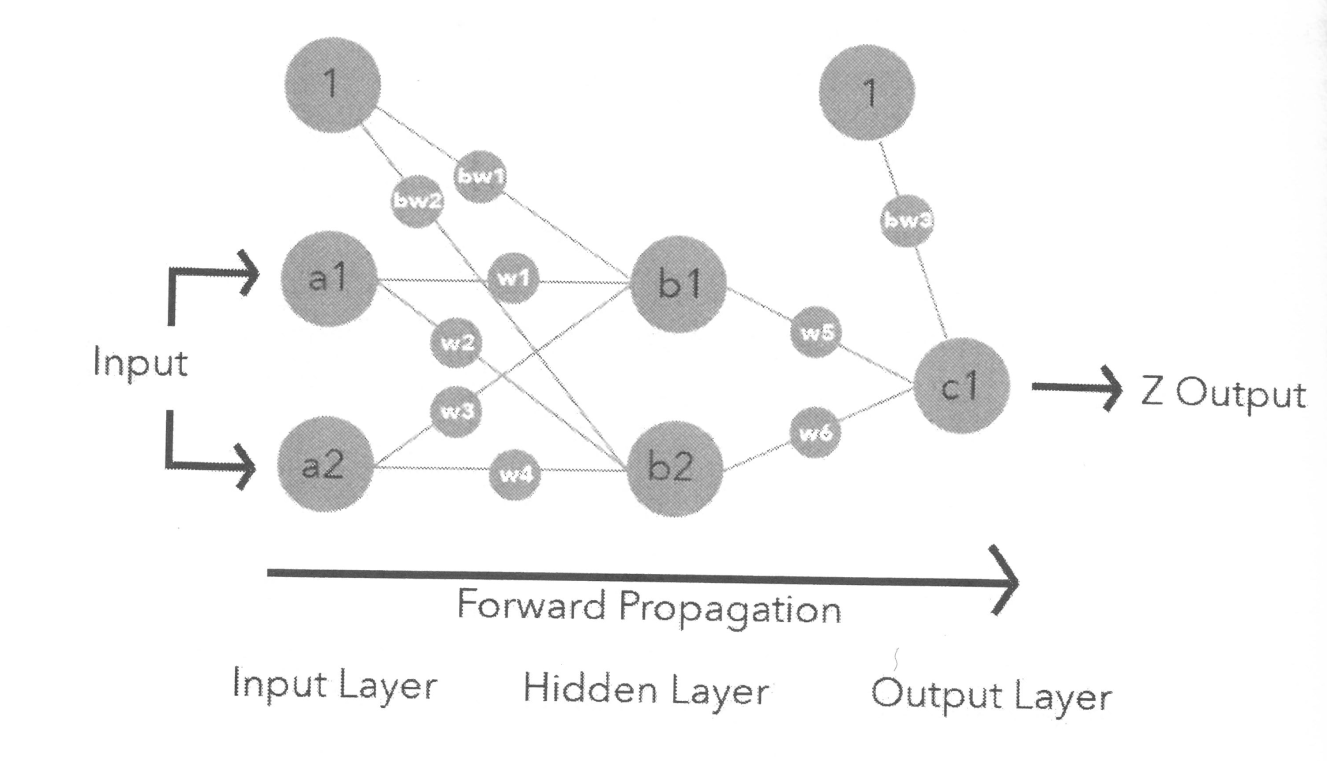 1
1
bw1
bw2
bw3
a1
w1
b1
w2
w5
Input
c1
Z Output
w3
w6
a2
w4
b2
Forward Propagation
Input Layer
Hidden Layer
Output Layer